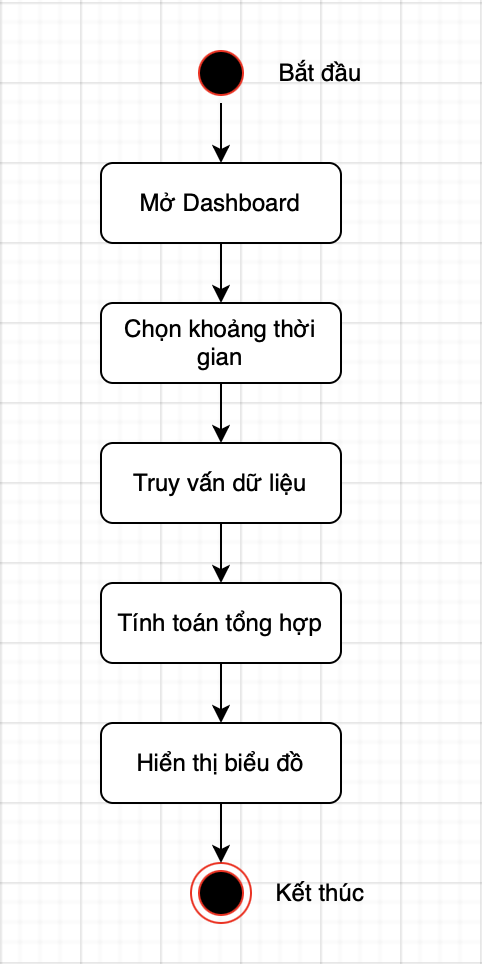 Bắt đầu
Mở Dashboard
Chọn khoảng thời
gian
Truy vấn dữ liệu
Tính toán tổng hợp
Hiển thị biểu đồ
Kết thúc